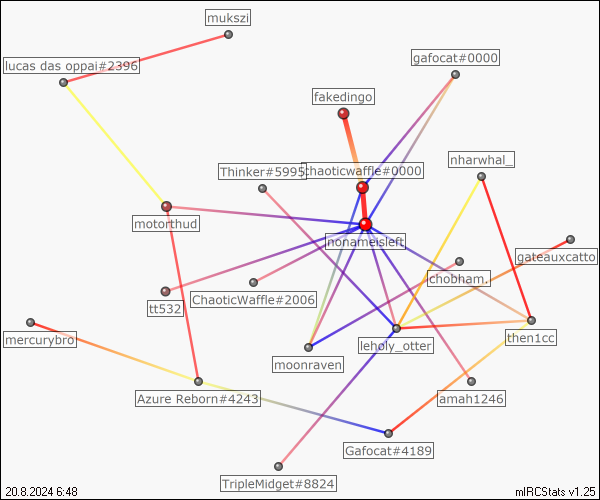 mukszi
lucas das oppai#2396
gafocat#0000
fakedingo
nharwhal_
Thinker#5995
chaoticwaffle#0000
motorthud
nonameisleft
gateauxcatto
chobham.
tt532
ChaoticWaffle#2006
mercurybro
leholy_otter
then1cc
moonraven
Azure Reborn#4243
amah1246
Gafocat#4189
TripleMidget#8824
20.8.2024 6:48
mIRCStats v1.25